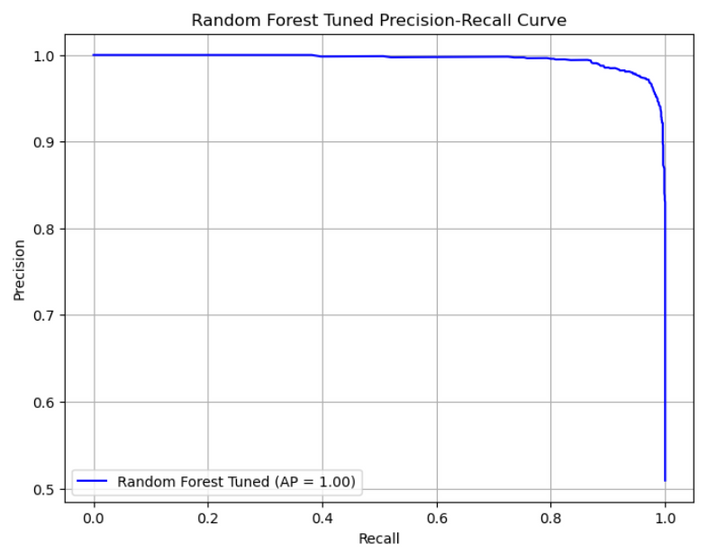 Random Forest Tuned Precision-Recall Curve
1.0
0.9
0.8
0.7
0.6
0.5
Precision
Random Forest Tuned (AP = 1.00)
0.0 0.2 0.4 0.6 0.8 1.0
Recall